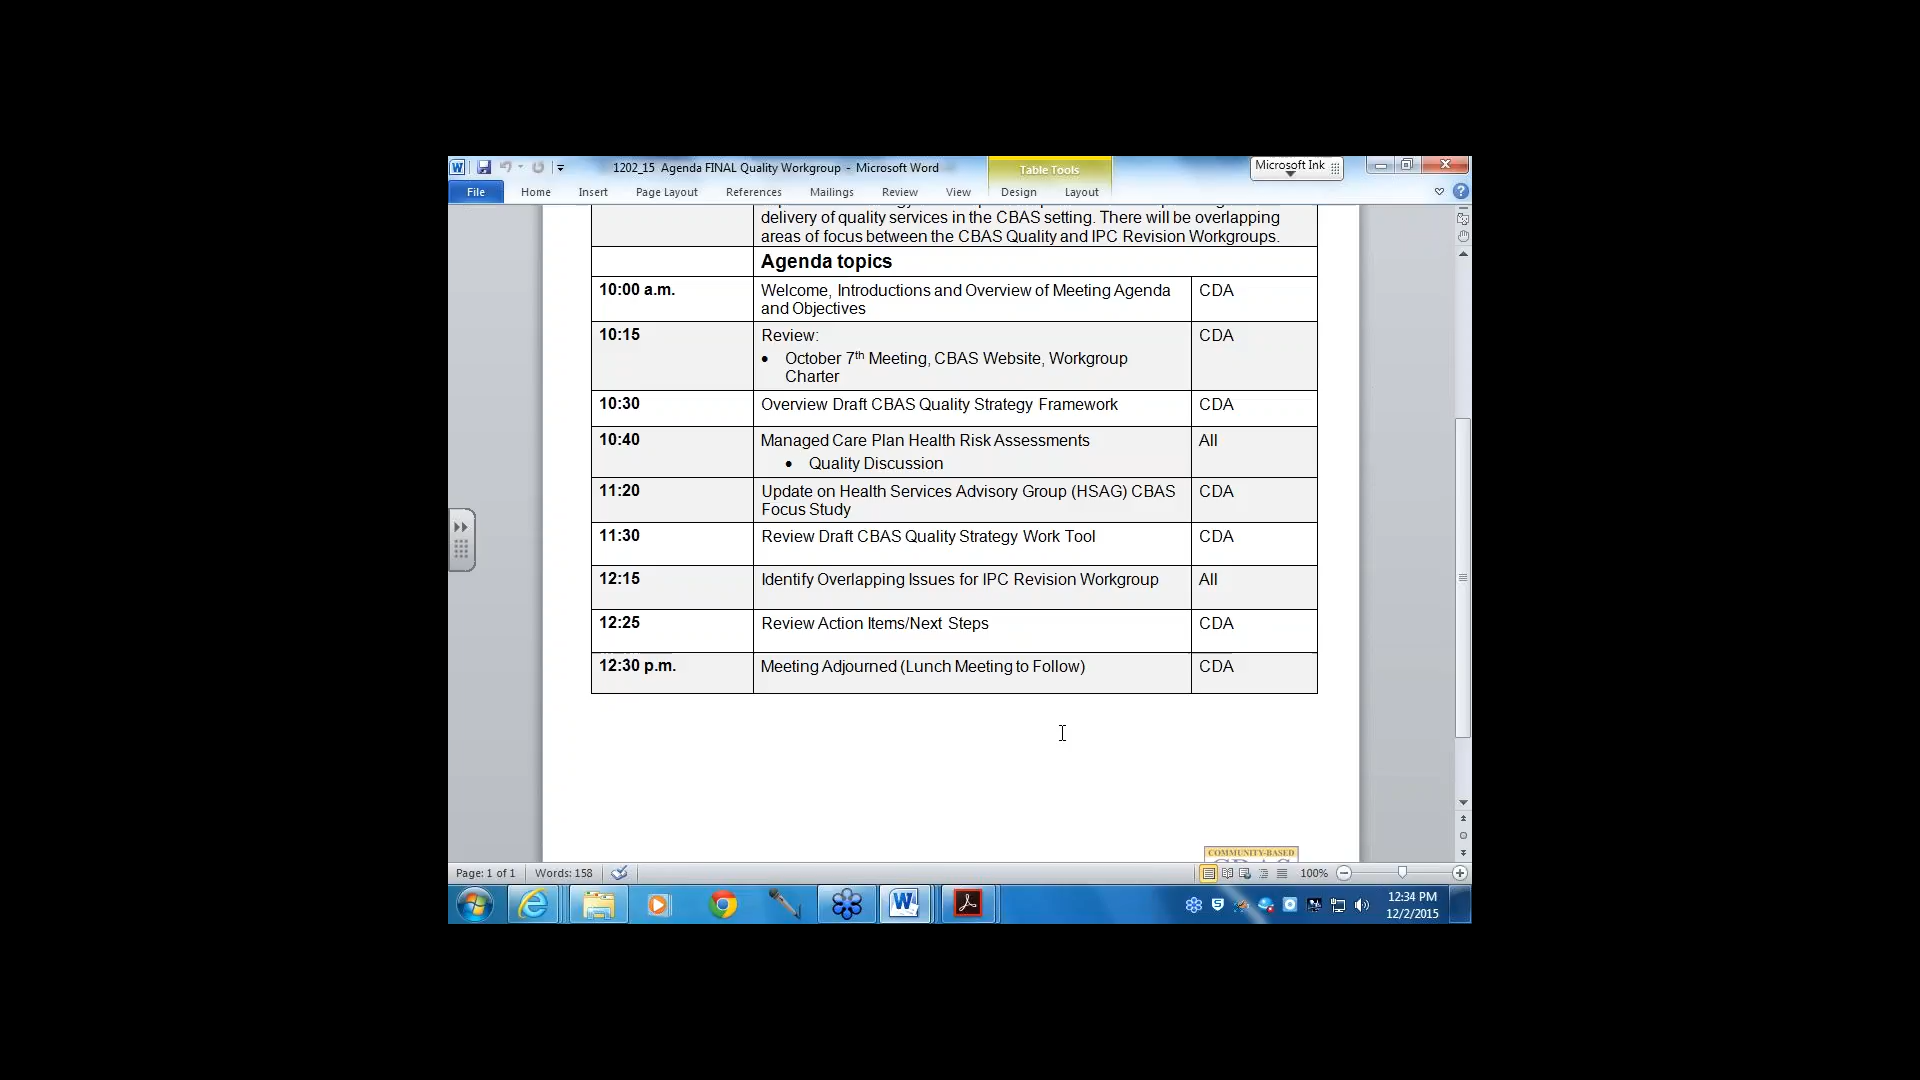 1202_15 Agenda FINAL Quality Workgroup - Microsoft Word
Table Tools
Microsoft Ink
File Home Insert Page Layout References Mailings Review View Design Layout
delivery of quality services in the CBAS setting. There will be overlapping
areas of focus between the CBAS Quality and IPC Revision Workgroups.
Agenda topics
10:00 a.m. Welcome, Introductions and Overview of Meeting Agenda CDA
and Objectives
10:15 Review: CDA
• October 7th Meeting, CBAS Website, Workgroup
Charter
10:30 Overview Draft CBAS Quality Strategy Framework CDA
10:40 Managed Care Plan Health Risk Assessments All
• Quality Discussion
11:20 Update on Health Services Advisory Group (HSAG) CBAS CDA
Focus Study
11:30 Review Draft CBAS Quality Strategy Work Tool CDA
12:15 Identify Overlapping Issues for IPC Revision Workgroup All
12:25 Review Action Items/Next Steps CDA
12:30 p.m. Meeting Adjourned (Lunch Meeting to Follow) CDA
COMMUNITY-BASED
Page: 1 of 1 Words: 158 100%
12:34 PM
12/2/2015